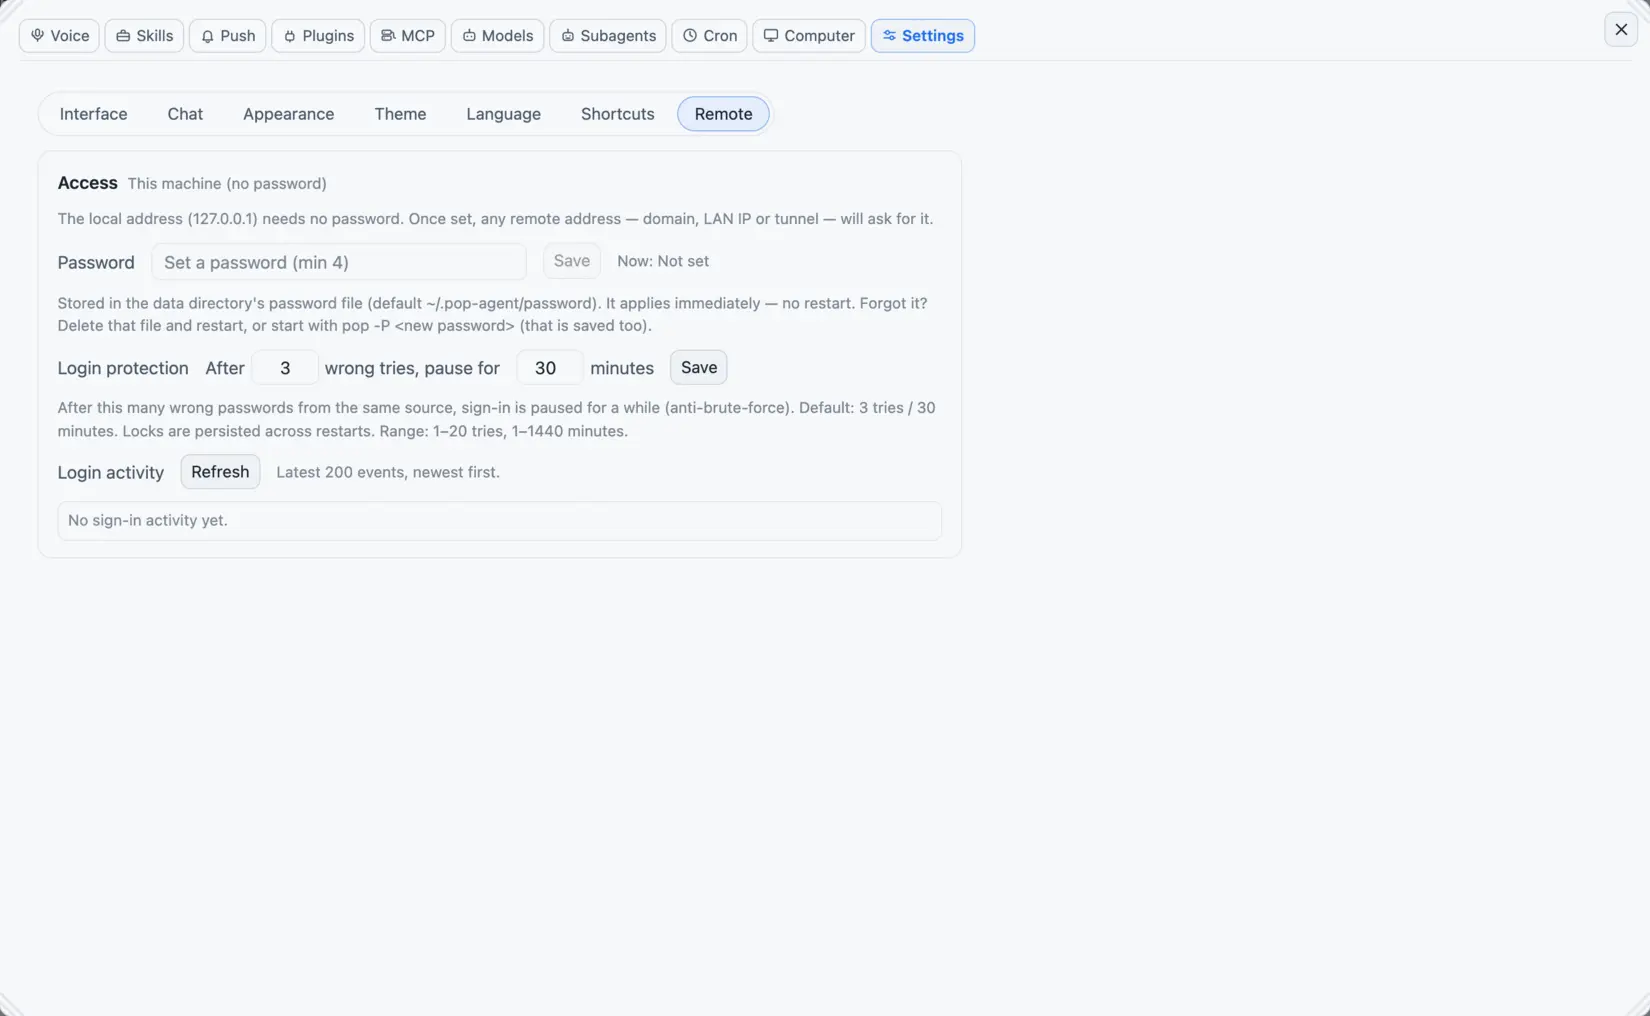 Voice Skills Push Plugins MCP Models Subagents Cron Computer Settings
Interface Chat Appearance Theme Language Shortcuts Remote
Access This machine (no password)
The local address (127.0.0.1) needs no password. Once set, any remote address — domain, LAN IP or tunnel — will ask for it.
Password Set a password (min 4) Save Now: Not set
Stored in the data directory's password file (default ~/.pop-agent/password). It applies immediately — no restart. Forgot it?
Delete that file and restart, or start with pop -P <new password> (that is saved too).
Login protection After 3 wrong tries, pause for 30 minutes Save
After this many wrong passwords from the same source, sign-in is paused for a while (anti-brute-force). Default: 3 tries / 30
minutes. Locks are persisted across restarts. Range: 1–20 tries, 1–1440 minutes.
Login activity Refresh Latest 200 events, newest first.
No sign-in activity yet.